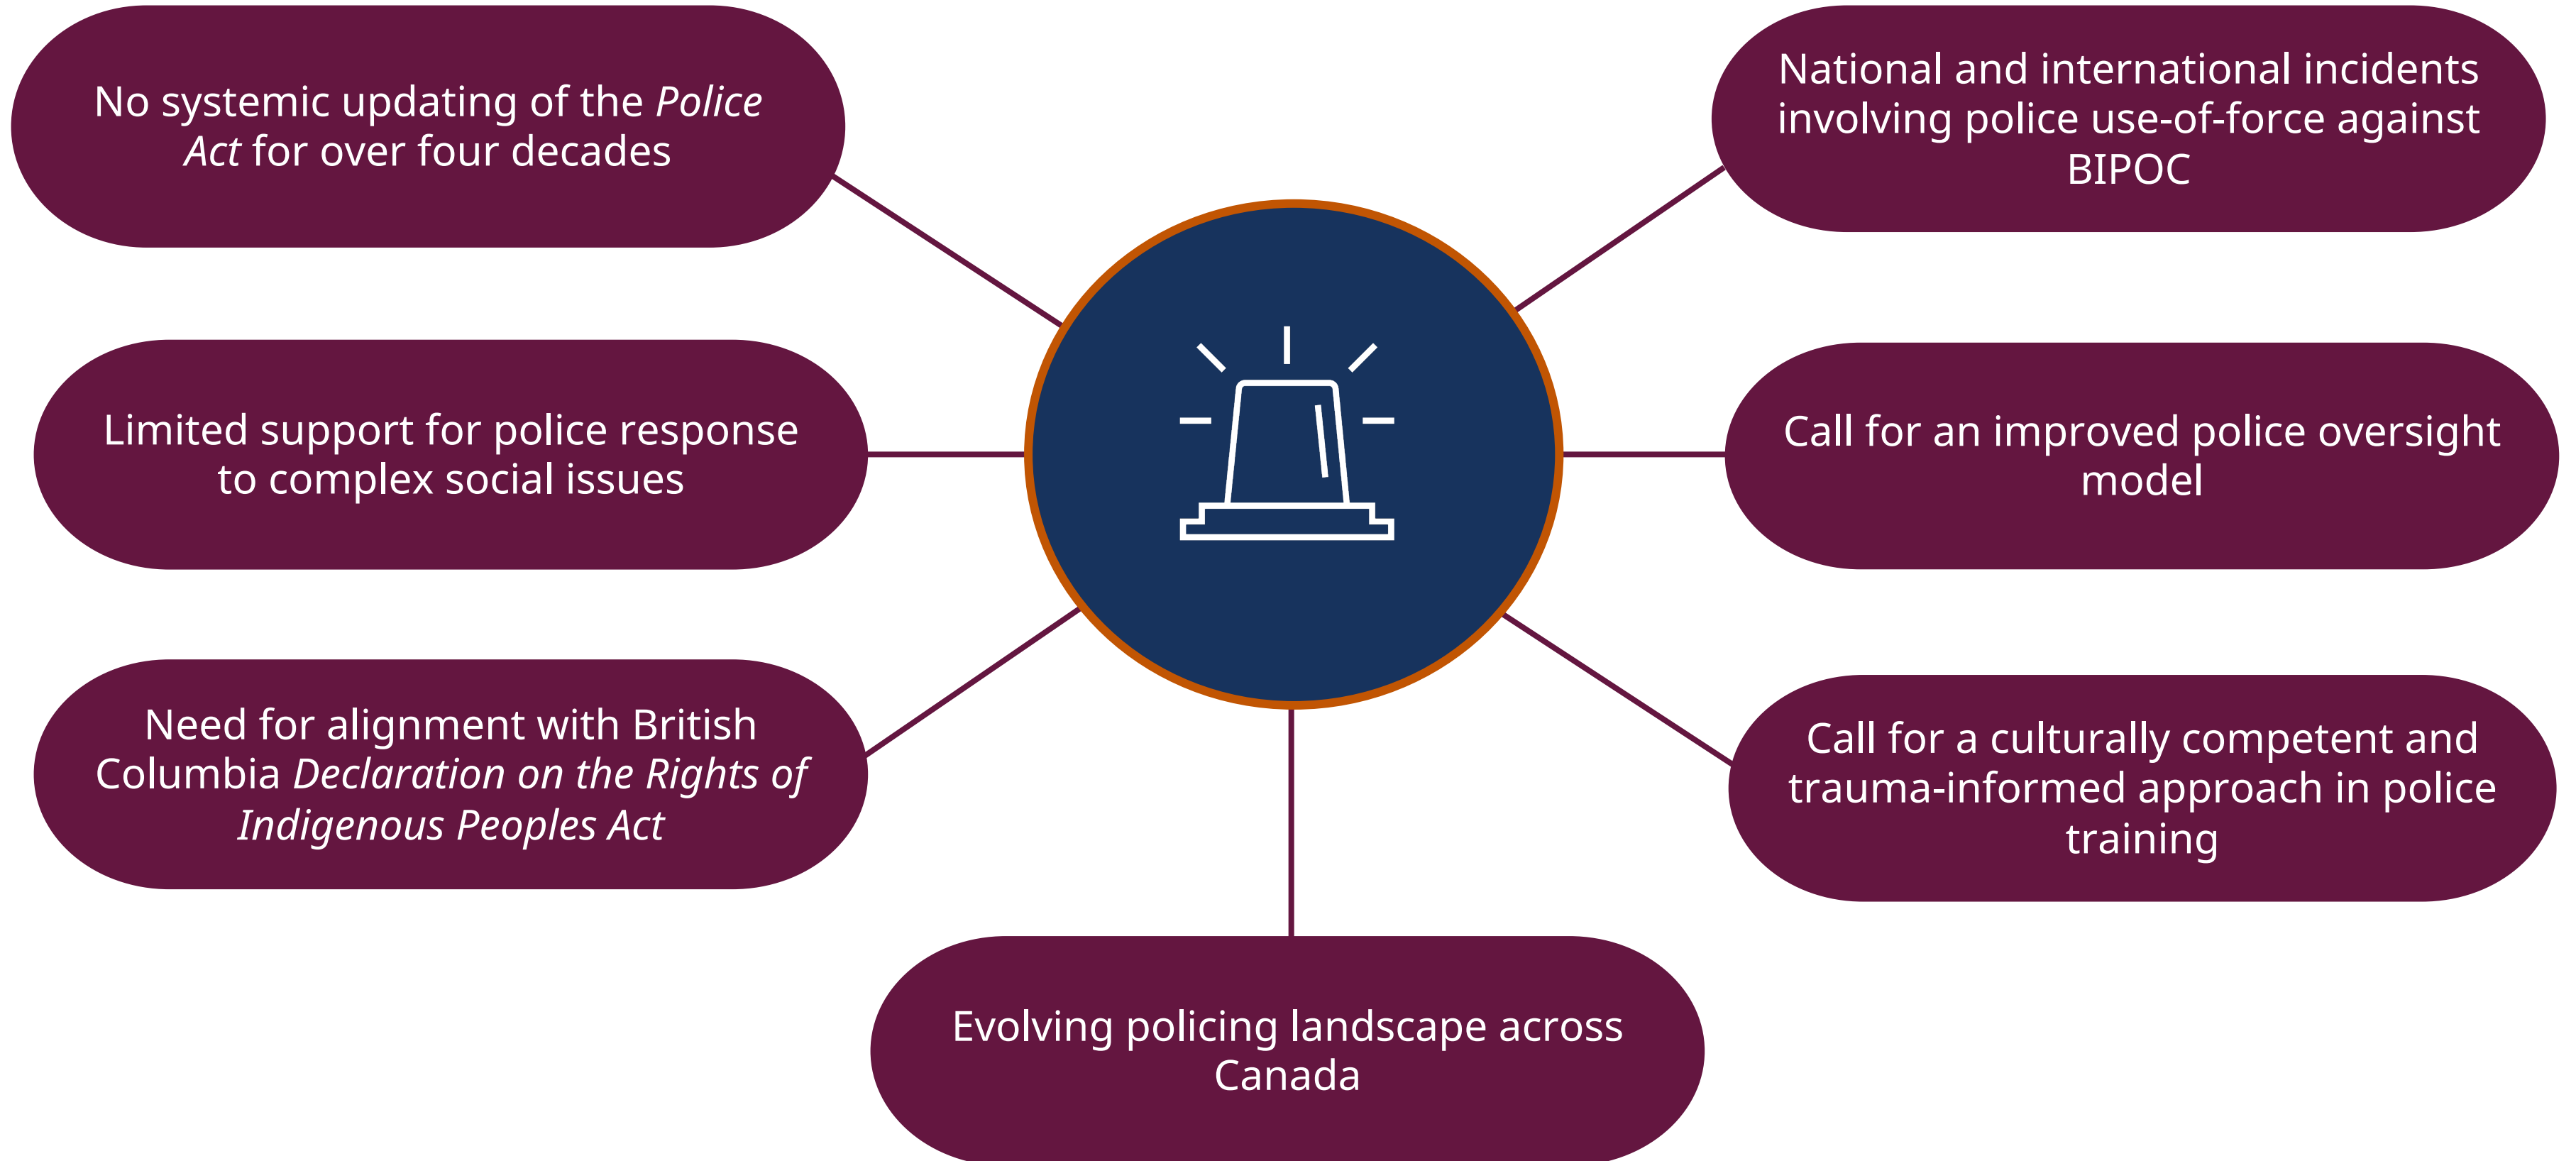 No systemic updating of the Police
Act for over four decades
National and international incidents
involving police use-of-force against
BIPOC
Limited support for police response
to complex social issues
Call for an improved police oversight
model
Need for alignment with British
Columbia Declaration on the Rights of
Indigenous Peoples Act
Call for a culturally competent and
trauma-informed approach in police
training
Evolving policing landscape across
Canada